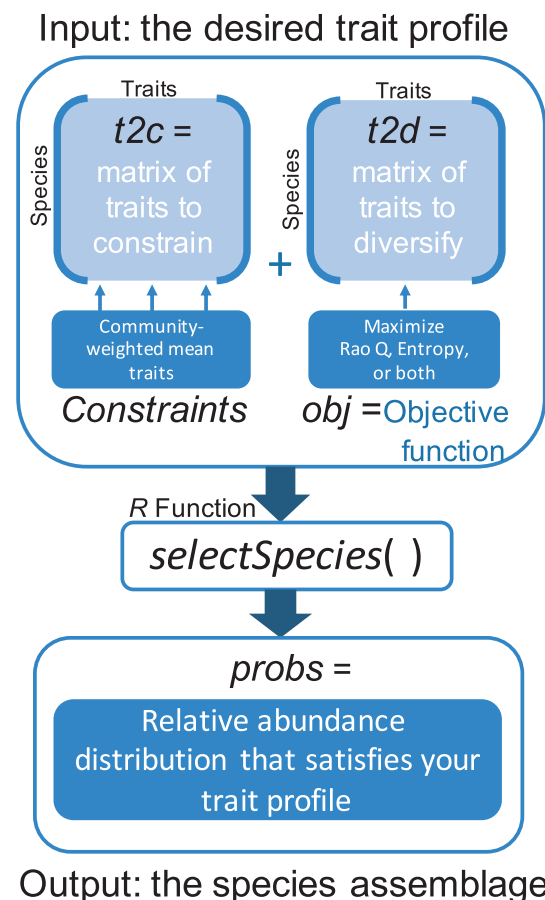 Input: the desired trait profile
Traits
Species
t2c =
matrix of
traits to
constrain
+
Traits
Species
t2d =
matrix of
traits to
diversify
Community-
weighted mean
traits
Constraints
Maximize
Rao Q, Entropy,
or both
obj =Objective
function
R Function
selectSpecies( )
probs =
Relative abundance
distribution that satisfies your
trait profile
Output: the species assemblage